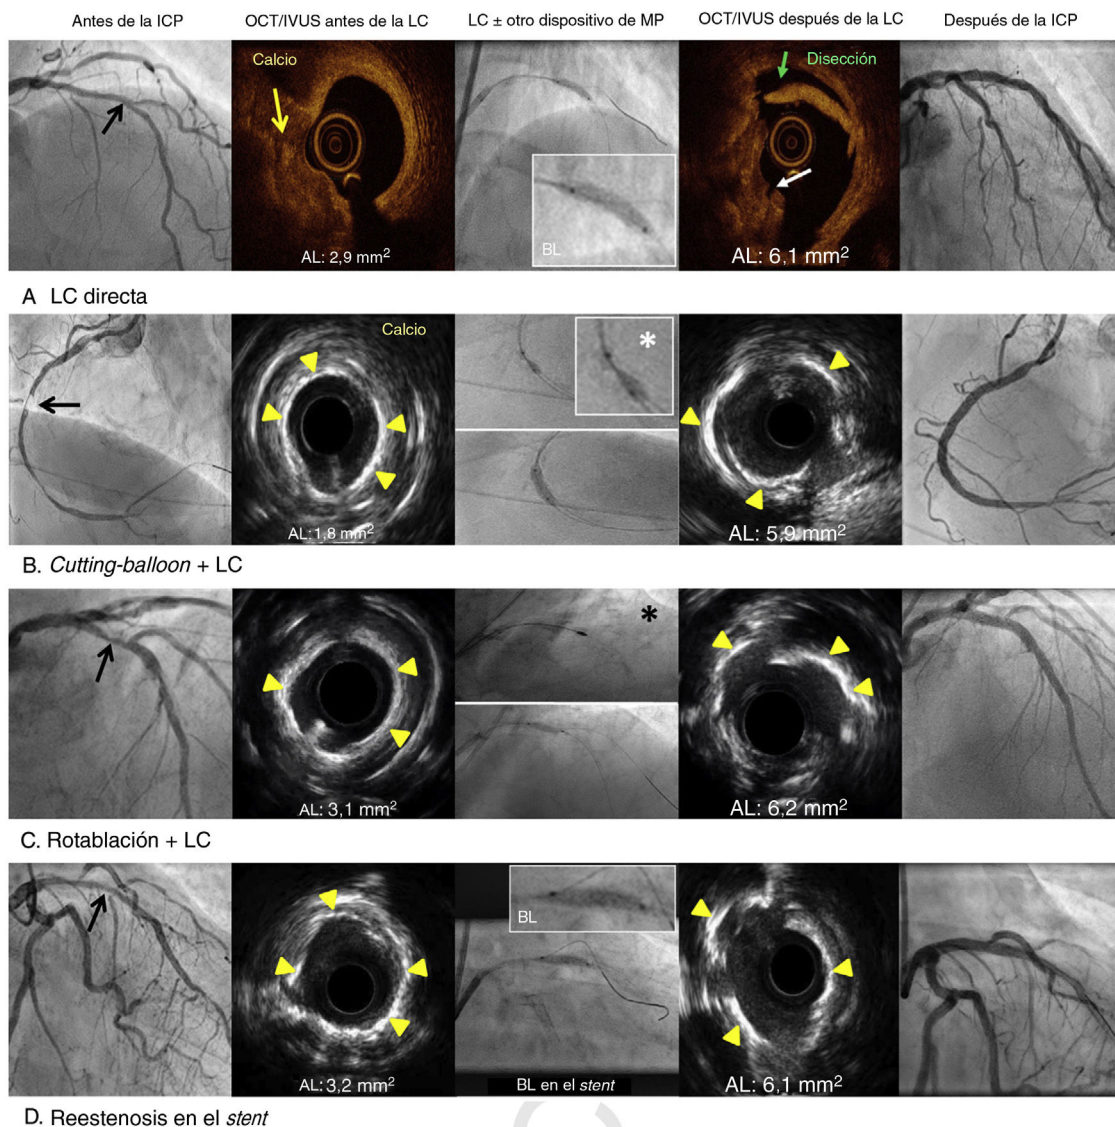 Antes de la ICP OCT/IVUS antes de la LC LC ± otro dispositivo de MP OCT/IVUS después de la LC Después de la ICP
Calcio
Disección
BL
AL: 2,9 mm²
AL: 6,1 mm²
A LC directa
Calcio
*
AL: 1,8 mm²
AL: 5,9 mm²
B. Cutting-balloon + LC
*
AL: 3,1 mm²
AL: 6,2 mm²
C. Rotablación + LC
BL
AL: 3,2 mm²
BL en el stent
AL: 6,1 mm²
D. Reestenosis en el stent